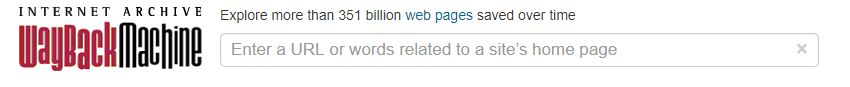 INTERNET ARCHIVE
WayBackMachine
Explore more than 351 billion web pages saved over time
Enter a URL or words related to a site's home page ×